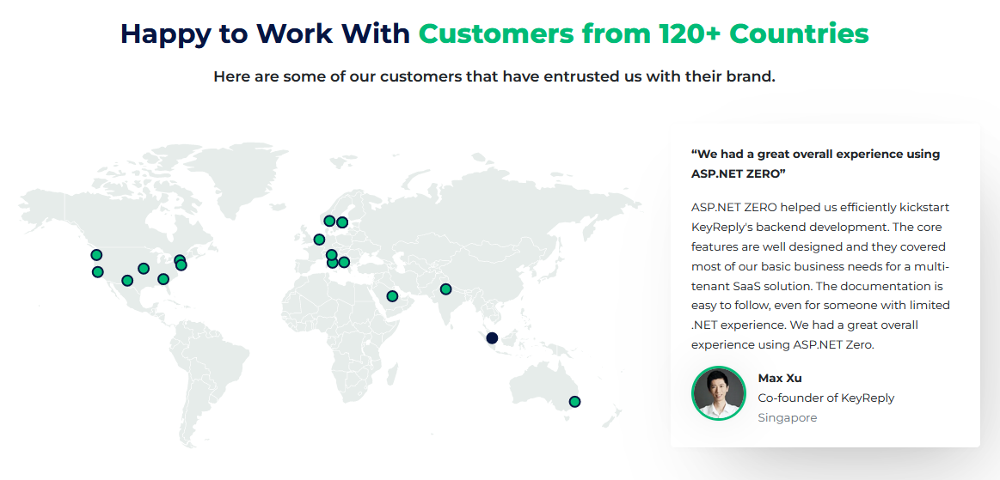 Happy to Work With Customers from 120+ Countries
Here are some of our customers that have entrusted us with their brand.
“We had a great overall experience using
ASP.NET ZERO”
ASP.NET ZERO helped us efficiently kickstart
KeyReply's backend development. The core
features are well designed and they covered
most of our basic business needs for a multi-
tenant SaaS solution. The documentation is
easy to follow, even for someone with limited
.NET experience. We had a great overall
experience using ASP.NET Zero.
Max Xu
Co-founder of KeyReply
Singapore